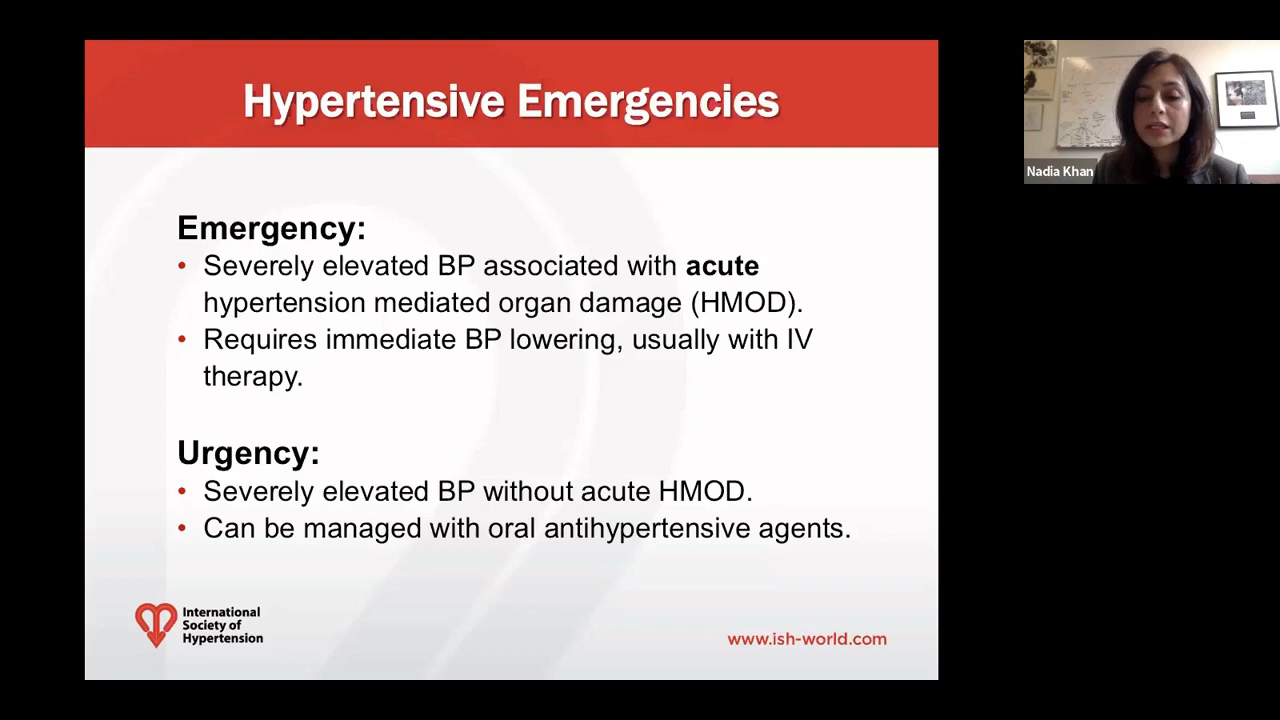 Hypertensive Emergencies
Emergency:
• Severely elevated BP associated with acute
hypertension mediated organ damage (HMOD).
• Requires immediate BP lowering, usually with IV
therapy.
Urgency:
• Severely elevated BP without acute HMOD.
• Can be managed with oral antihypertensive agents.
International
Society of
Hypertension
www.ish-world.com
Nadia Khan